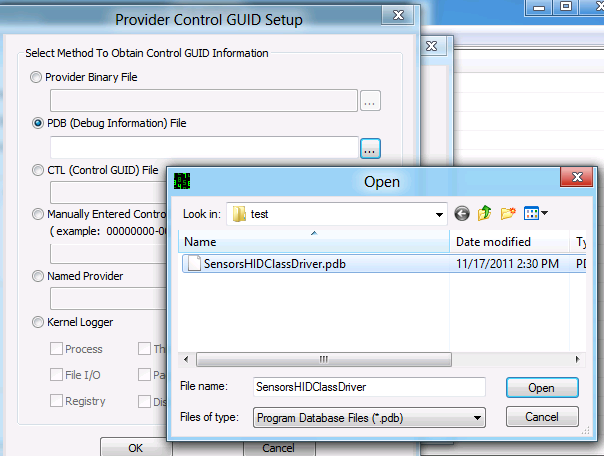 Provider Control GUID Setup
Select Method To Obtain Control GUID Information
Provider Binary File
...
PDB (Debug Information) File
...
CTL (Control GUID) File
Manually Entered Contro
( example: 00000000-00
Named Provider
Kernel Logger
Process
Th
File I/O
Pa
Registry
Dis
OK
Cancel
Open
Look in:
test
Name
Date modified
Ty
SensorsHIDClassDriver.pdb
11/17/2011 2:30 PM
PD
File name:
SensorsHIDClassDriver
Open
Files of type:
Program Database Files (*.pdb)
Cancel